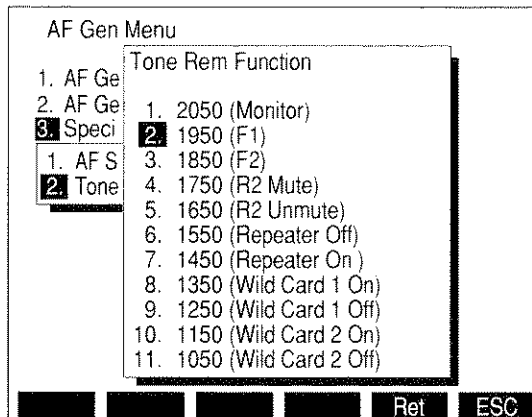 AF Gen Menu
1. AF Ge
2. AF Ge
3. Speci
1. AF S
2. Tone
Tone Rem Function
1. 2050 (Monitor)
2. 1950 (F1)
3. 1850 (F2)
4. 1750 (R2 Mute)
5. 1650 (R2 Unmute)
6. 1550 (Repeater Off)
7. 1450 (Repeater On )
8. 1350 (Wild Card 1 On)
9. 1250 (Wild Card 1 Off)
10. 1150 (Wild Card 2 On)
11. 1050 (Wild Card 2 Off)
Ret ESC